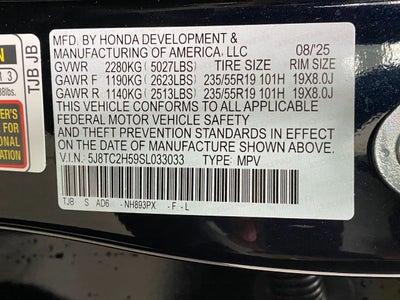 MFD. BY HONDA DEVELOPMENT &
MANUFACTURING OF AMERICA, LLC 08/25
GVWR 2280KG (5027LBS) TIRE SIZE RIM SIZE
GAWR F 1190KG (2623LBS) 235/55R19 101H 19X8.0J
GAWR R 1140KG (2513LBS) 235/55R19 101H 19X8.0J
THIS VEHICLE CONFORMS TO ALL APPLICABLE
FEDERAL MOTOR VEHICLE SAFETY
AND THEFT PREVENTION STANDARDS IN EFFECT
ON THE DATE OF MANUFACTURE SHOWN ABOVE.
V.I.N. 5J8TC2H59SL033033 TYPE: MPV
TJB S AD6 -NH893PX -F -L
TJB JB
3